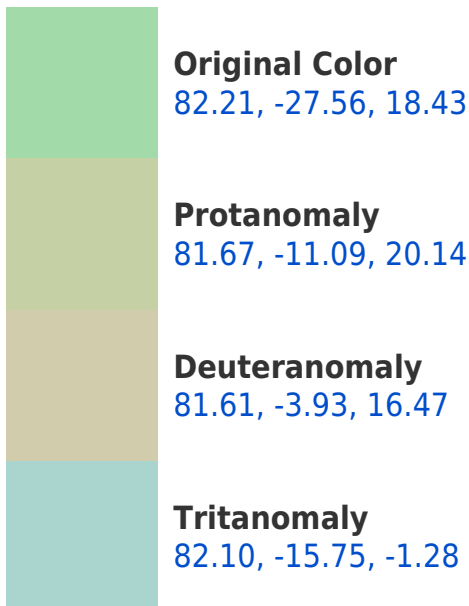 Original Color
82.21, -27.56, 18.43
Protanomaly
81.67, -11.09, 20.14
Deuteranomaly
81.61, -3.93, 16.47
Tritanomaly
82.10, -15.75, -1.28